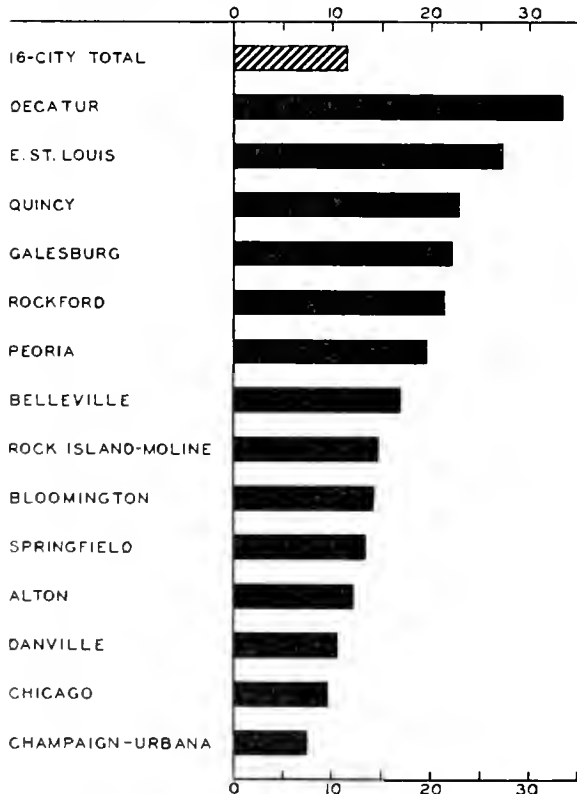 0 10 20 30
16-CITY TOTAL
DECATUR
E. ST. LOUIS
QUINCY
GALESBURG
ROCKFORD
PEORIA
BELLEVILLE
ROCK ISLAND-MOLINE
BLOOMINGTON
SPRINGFIELD
ALTON
DANVILLE
CHICAGO
CHAMPAIGN-URBANA
0 10 20 30